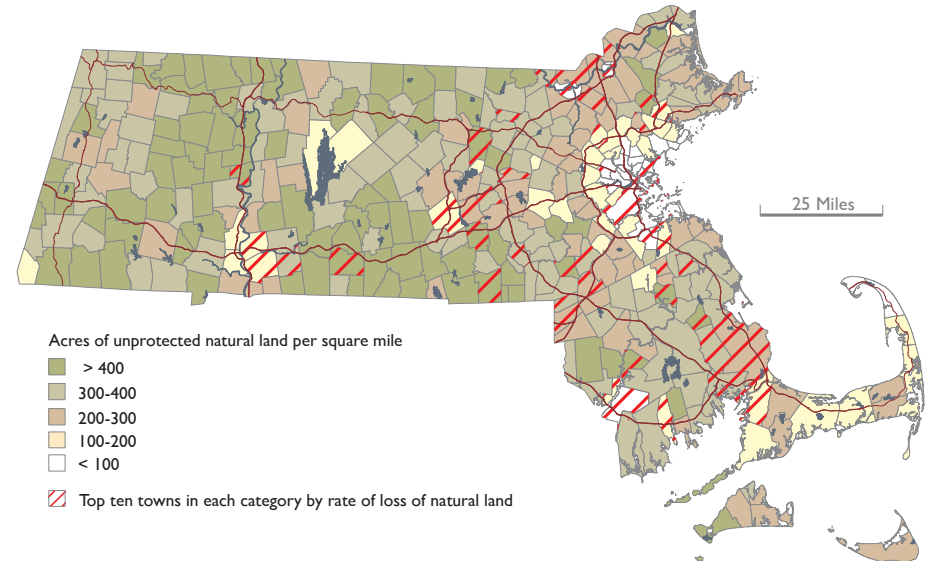 25 Miles
Acres of unprotected natural land per square mile
> 400
300-400
200-300
100-200
< 100
Top ten towns in each category by rate of loss of natural land